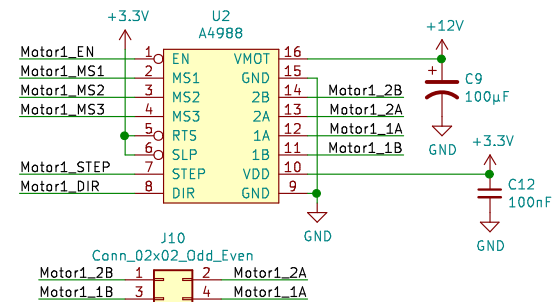 +3.3V
U2
A4988
+12V
Motor1_EN 1 EN VMOT 16
Motor1_MS1 2 MS1 GND 15
Motor1_MS2 3 MS2 2B 14 Motor1_2B
Motor1_MS3 4 MS3 2A 13 Motor1_2A
5 RTS 1A 12 Motor1_1A
6 SLP 1B 11 Motor1_1B
Motor1_STEP 7 STEP VDD 10
Motor1_DIR 8 DIR GND 9
+
C9
100µF
GND
+3.3V
C12
100nF
GND
GND
J10
Conn_02x02_Odd_Even
Motor1_2B 1 2 Motor1_2A
Motor1_1B 3 4 Motor1_1A